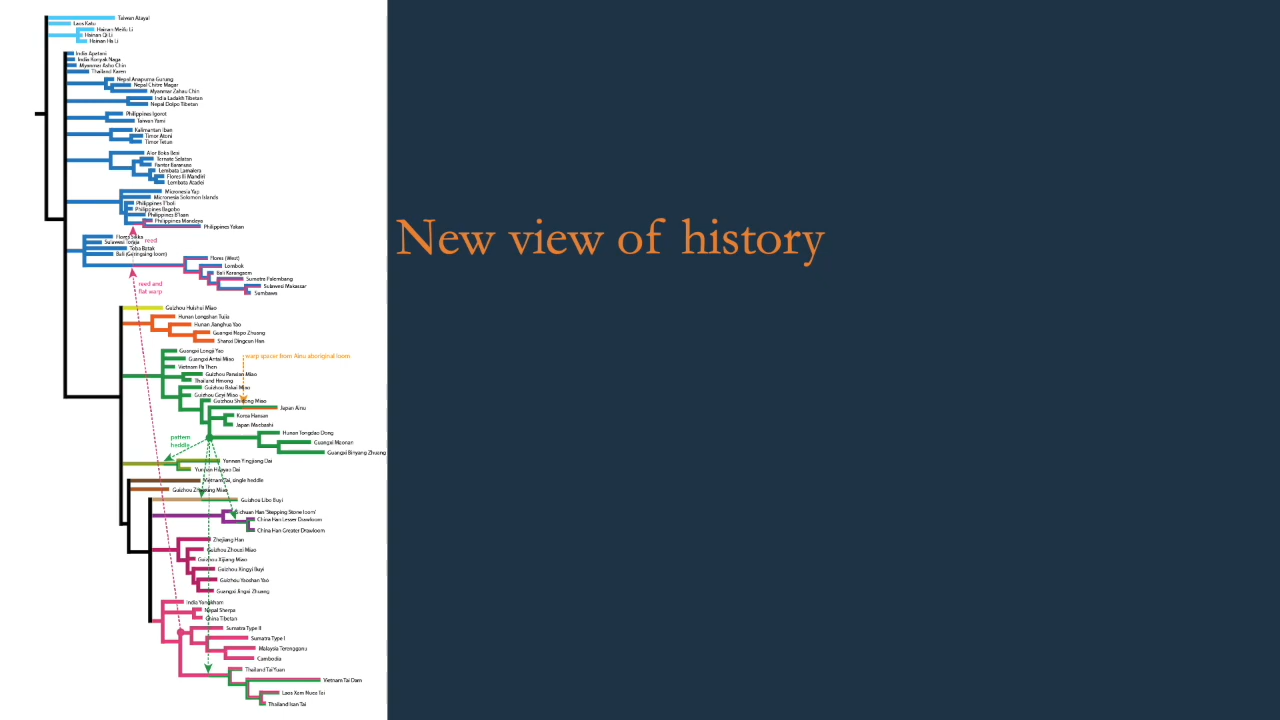 Taiwan Atayal
Laos Katu
Hainan Meifu Li
Hainan Qi Li
Hainan Ha Li
India Apatani
India Konyak Naga
Myanmar Asho Chin
Thailand Karen
Nepal Anapurna Gurung
Nepal Chitre Magar
Myanmar Zahau Chin
India Ladakh Tibetan
Nepal Dolpo Tibetan
Philippines Igorot
Taiwan Yami
Kalimantan Iban
Timor Atoni
Timor Tetun
Alor Boka Besi
Ternate Selatan
Pantar Baranusa
Lembata Lamalera
Flores Ili Mandiri
Lembata Atadei
Micronesia Yap
Micronesia Solomon Islands
Philippines T'boli
Philippines Bagobo
Philippines B'laan
Philippines Mandaya
Philippines Yakan
reed
Flores Sikka
Sulawesi Toraja
Toba Batak
Bali (Geringsing loom)
Flores (West)
Lombok
Bali Karangsem
Sumatra Palembang
Sulawesi Makassar
Sumbawa
reed and
flat warp
Guizhou Huishui Miao
Hunan Longshan Tujia
Hunan Jianghua Yao
Guangxi Napo Zhuang
Shanxi Dingcun Han
Guangxi Longji Yao
Guangxi Antai Miao
Vietnam Pa Then
Guizhou Panxian Miao
Thailand Hmong
Guizhou Bakai Miao
Guizhou Geyi Miao
Guizhou Shidong Miao
warp spacer from Ainu aboriginal loom
Japan Ainu
Korea Hansan
Japan Maebashi
Hunan Tongdao Dong
Guangxi Maonan
Guangxi Binyang Zhuang
pattern
heddle
Yunnan Yingjiang Dai
Yunnan Huayao Dai
Vietnam Tai, single heddle
Guizhou Libo Buyi
Sichuan Han 'Stepping Stone loom'
China Han Lesser Drawloom
China Han Greater Drawloom
Zhejiang Han
Guizhou Zhouxi Miao
Guizhou Xijiang Miao
Guizhou Xingyi Buyi
Guizhou Yaoshan Yao
Guangxi Jingxi Zhuang
India Yongkham
Nepal Sherpa
China Tibetan
Sumatra Type II
Sumatra Type I
Malaysia Terengganu
Cambodia
Thailand Tai Yuan
Vietnam Tai Dam
Laos Xam Nuea Tai
Thailand Isan Tai
New view of history